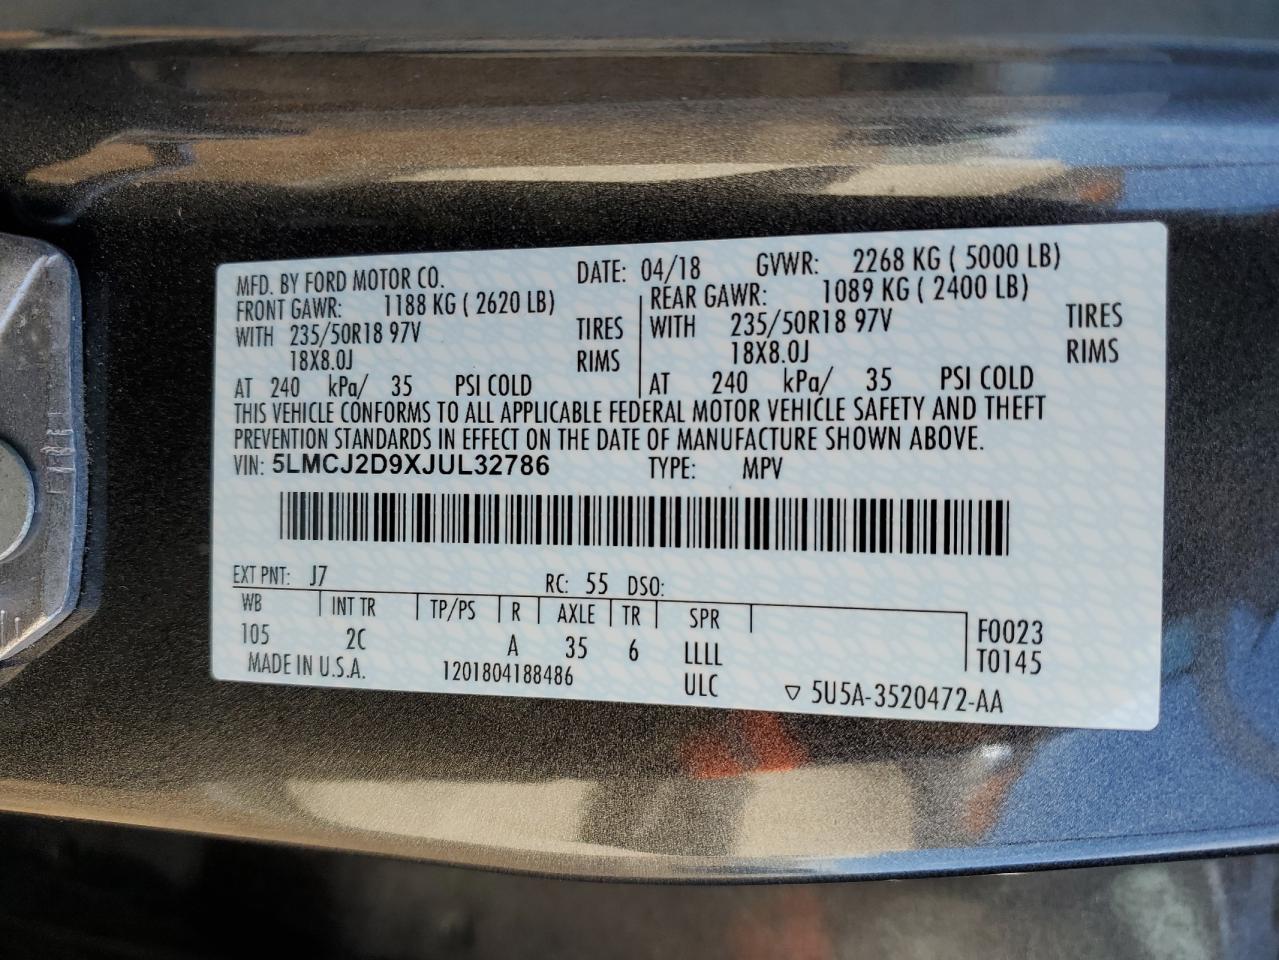 MFD. BY FORD MOTOR CO. DATE: 04/18 GVWR: 2268 KG ( 5000 LB)
FRONT GAWR: 1188 KG ( 2620 LB) REAR GAWR: 1089 KG ( 2400 LB)
WITH 235/50R18 97V TIRES WITH 235/50R18 97V TIRES
18X8.0J RIMS 18X8.0J RIMS
AT 240 kPa/ 35 PSI COLD AT 240 kPa/ 35 PSI COLD
THIS VEHICLE CONFORMS TO ALL APPLICABLE FEDERAL MOTOR VEHICLE SAFETY AND THEFT
PREVENTION STANDARDS IN EFFECT ON THE DATE OF MANUFACTURE SHOWN ABOVE.
VIN: 5LMCJ2D9XJUL32786 TYPE: MPV
EXT PNT: J7 RC: 55 DSO:
WB INT TR TP/PS R AXLE TR SPR
105 2C A 35 6 LLLL
F0023
T0145
MADE IN U.S.A. 1201804188486 ULC ▽ 5U5A-3520472-AA